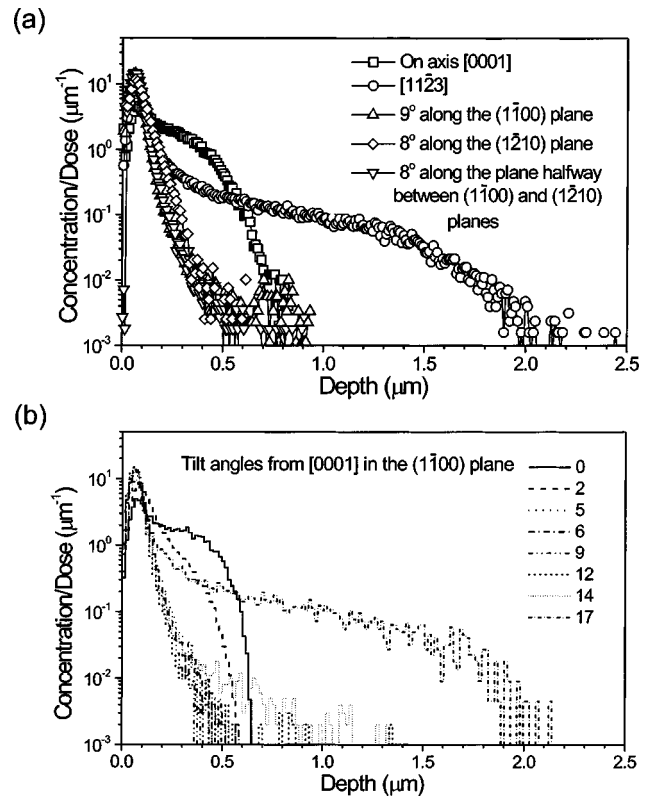 (a)
On axis [0001]
[112̄3]
9° along the (11̄00) plane
8° along the (12̄10) plane
8° along the plane halfway
between (11̄00) and (12̄10)
planes
Concentration/Dose (μm⁻¹)
10¹
10⁰
10⁻¹
10⁻²
10⁻³
0.0 0.5 1.0 1.5 2.0 2.5
Depth (μm)
(b)
Tilt angles from [0001] in the (11̄00) plane
0
2
5
6
9
12
14
17
Concentration/Dose (μm⁻¹)
10¹
10⁰
10⁻¹
10⁻²
10⁻³
0.0 0.5 1.0 1.5 2.0 2.5
Depth (μm)